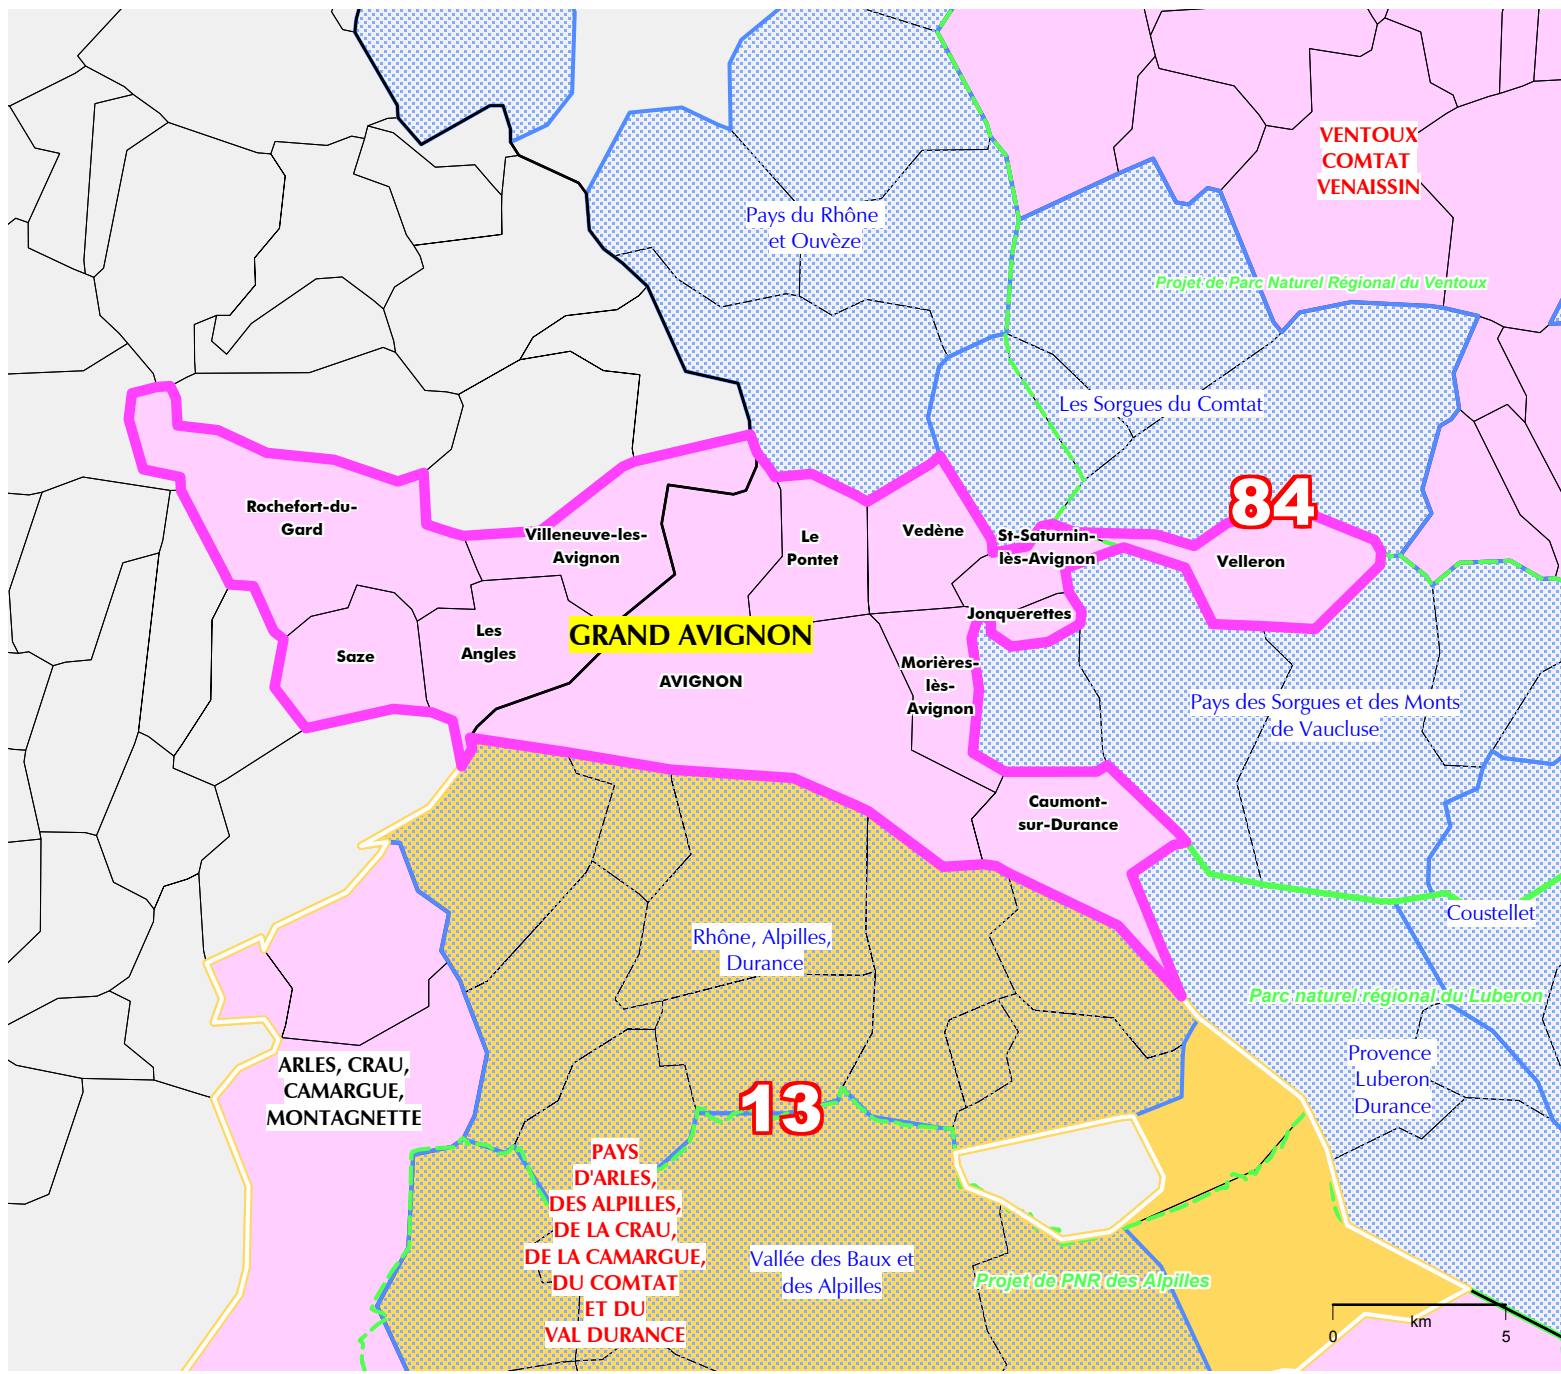 VENTOUX
COMTAT
VENAISSIN
Pays du Rhône
et Ouvèze
Projet de Parc Naturel Régional du Ventoux
Les Sorgues du Comtat
84
Rochefort-du-
Gard
Villeneuve-les-
Avignon
Le
Pontet
Vedène
St-Saturnin-
lès-Avignon
Velleron
Jonquerettes
Les
Angles
GRAND AVIGNON
Saze
AVIGNON
Morières-
lès-
Avignon
Pays des Sorgues et des Monts
de Vaucluse
Caumont-
sur-Durance
Coustellet
Rhône, Alpilles,
Durance
Parc naturel régional du Luberon
ARLES, CRAU,
CAMARGUE,
MONTAGNETTE
Provence
Luberon
Durance
13
PAYS
D'ARLES,
DES ALPILLES,
DE LA CRAU,
DE LA CAMARGUE,
DU COMTAT
ET DU
VAL DURANCE
Vallée des Baux et
des Alpilles
Projet de PNR des Alpilles
km
0 5